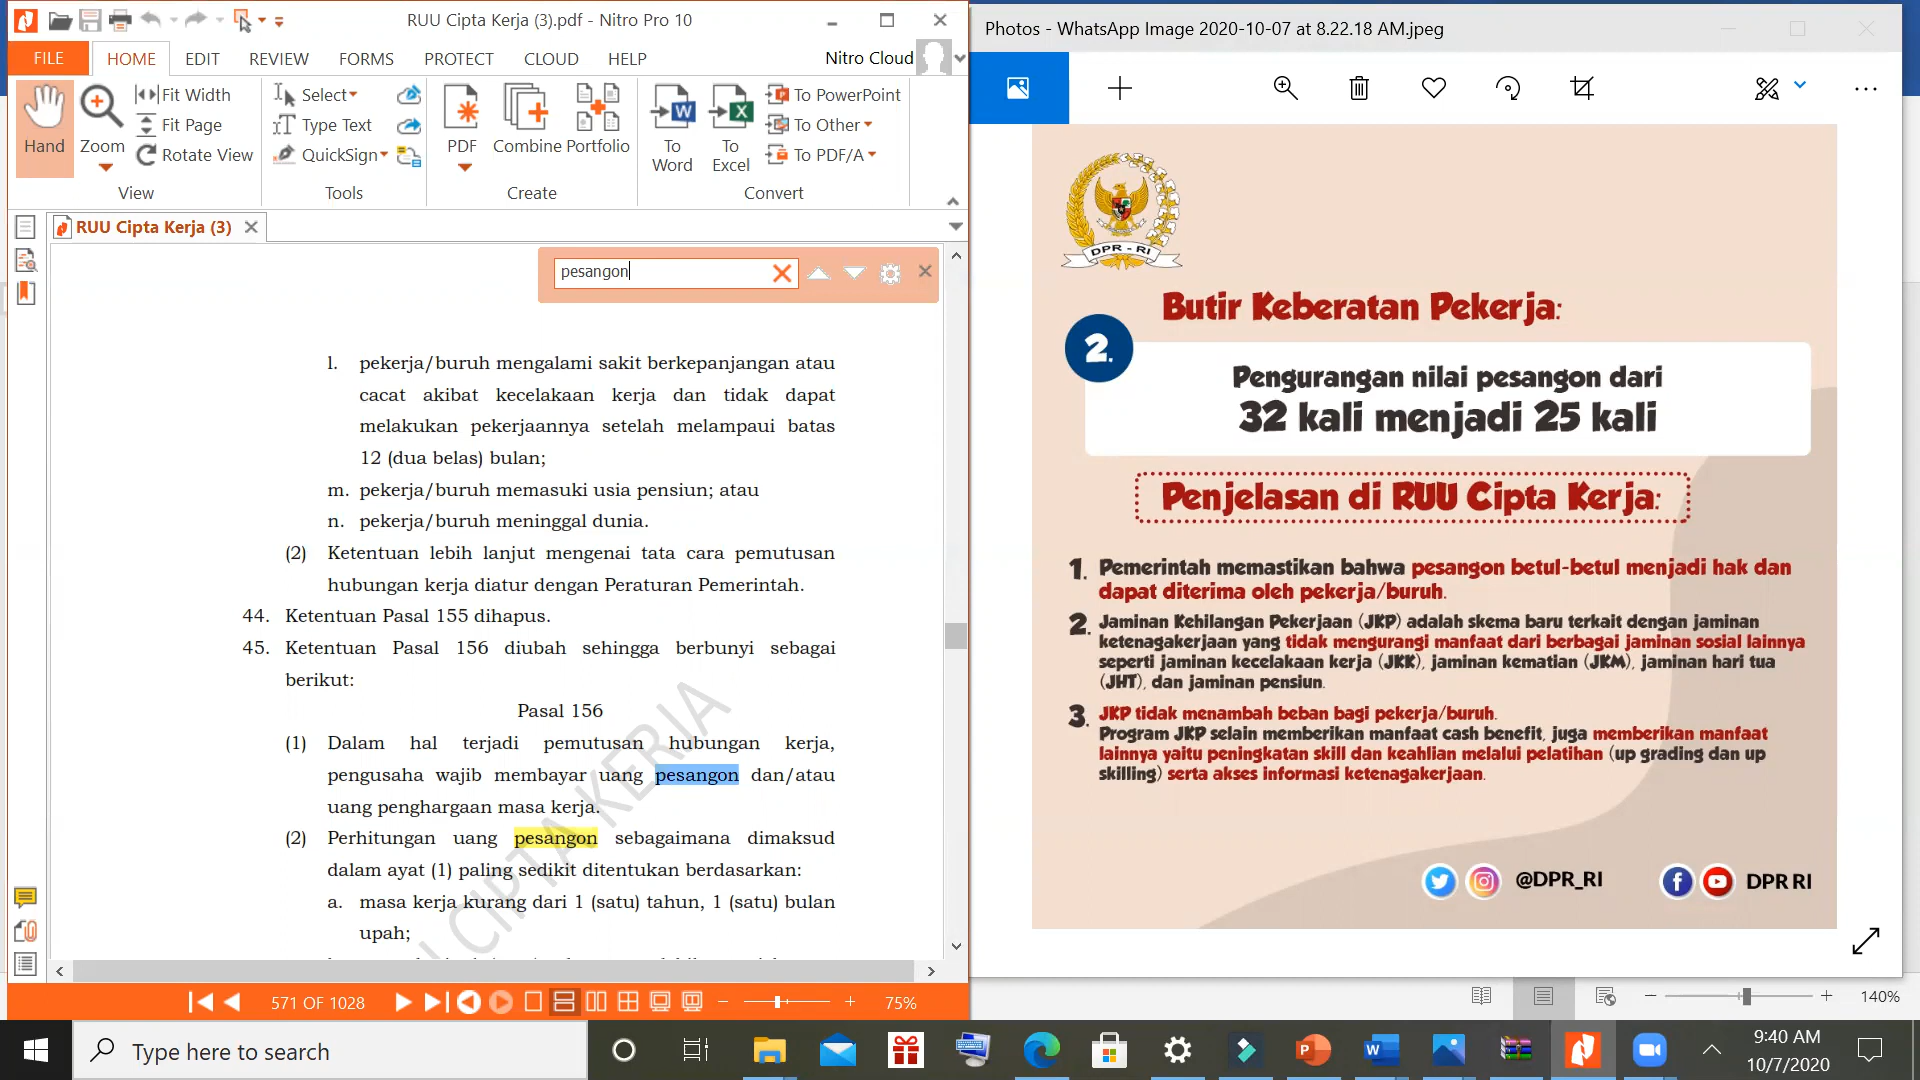 RUU Cipta Kerja (3).pdf - Nitro Pro 10
FILE HOME EDIT REVIEW FORMS PROTECT CLOUD HELP Nitro Cloud
Hand
Zoom
Fit Width
Fit Page
Rotate View
View
Select
Type Text
QuickSign
Tools
PDF
Combine
Portfolio
Create
To Word
To Excel
To PowerPoint
To Other
To PDF/A
Convert
RUU Cipta Kerja (3)
pesangon
l. pekerja/buruh mengalami sakit berkepanjangan atau
cacat akibat kecelakaan kerja dan tidak dapat
melakukan pekerjaannya setelah melampaui batas
12 (dua belas) bulan;
m. pekerja/buruh memasuki usia pensiun; atau
n. pekerja/buruh meninggal dunia.
(2) Ketentuan lebih lanjut mengenai tata cara pemutusan
hubungan kerja diatur dengan Peraturan Pemerintah.
44. Ketentuan Pasal 155 dihapus.
45. Ketentuan Pasal 156 diubah sehingga berbunyi sebagai
berikut:
Pasal 156
(1) Dalam hal terjadi pemutusan hubungan kerja,
pengusaha wajib membayar uang pesangon dan/atau
uang penghargaan masa kerja.
(2) Perhitungan uang pesangon sebagaimana dimaksud
dalam ayat (1) paling sedikit ditentukan berdasarkan:
a. masa kerja kurang dari 1 (satu) tahun, 1 (satu) bulan
upah;
CIPTA KERJA
571 OF 1028
75%
Photos - WhatsApp Image 2020-10-07 at 8.22.18 AM.jpeg
DPR - RI
Butir Keberatan Pekerja:
2.
Pengurangan nilai pesangon dari
32 kali menjadi 25 kali
Penjelasan di RUU Cipta Kerja:
1. Pemerintah memastikan bahwa pesangon betul-betul menjadi hak dan
dapat diterima oleh pekerja/buruh.
2. Jaminan Kehilangan Pekerjaan (JKP) adalah skema baru terkait dengan jaminan
ketenagakerjaan yang tidak mengurangi manfaat dari berbagai jaminan sosial lainnya
seperti jaminan kecelakaan kerja (JKK), jaminan kematian (JKM), jaminan hari tua
(JHT), dan jaminan pensiun.
3. JKP tidak menambah beban bagi pekerja/buruh.
Program JKP selain memberikan manfaat cash benefit, juga memberikan manfaat
lainnya yaitu peningkatan skill dan keahlian melalui pelatihan (up grading dan up
skilling) serta akses informasi ketenagakerjaan.
@DPR_RI
DPR RI
140%
Type here to search
9:40 AM
10/7/2020